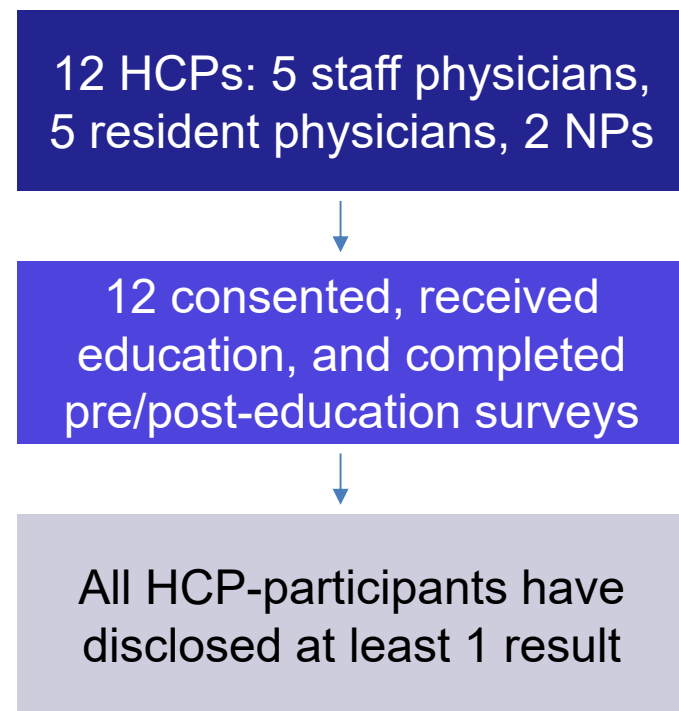 12 HCPs: 5 staff physicians,
5 resident physicians, 2 NPs
12 consented, received
education, and completed
pre/post-education surveys
All HCP-participants have
disclosed at least 1 result